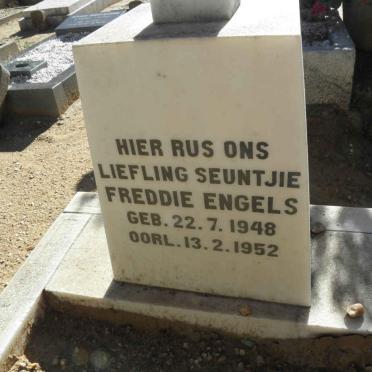 HIER RUS ONS
LIEFLING SEUNTJIE
FREDDIE ENGELS
GEB. 22. 7. 1948
OORL. 13. 2. 1952